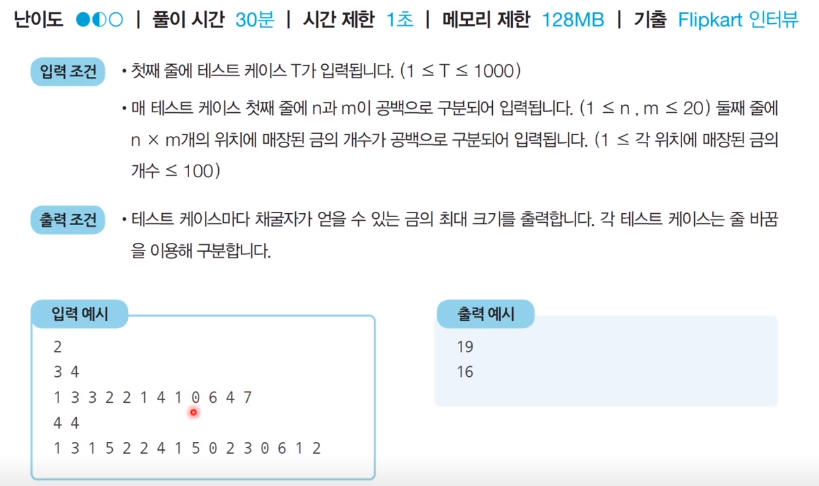 난이도 | 풀이 시간 30분 | 시간 제한 1초 | 메모리 제한 128MB | 기출 Flipkart 인터뷰
입력 조건
• 첫째 줄에 테스트 케이스 T가 입력됩니다. (1 ≤ T ≤ 1000)
• 매 테스트 케이스 첫째 줄에 n과 m이 공백으로 구분되어 입력됩니다. (1 ≤ n , m ≤ 20) 둘째 줄에
n × m개의 위치에 매장된 금의 개수가 공백으로 구분되어 입력됩니다. (1 ≤ 각 위치에 매장된 금의
개수 ≤ 100)
출력 조건
• 테스트 케이스마다 채굴자가 얻을 수 있는 금의 최대 크기를 출력합니다. 각 테스트 케이스는 줄 바꿈
을 이용해 구분합니다.
입력 예시
2
3 4
1 3 3 2 2 1 4 1 0 6 4 7
4 4
1 3 1 5 2 2 4 1 5 0 2 3 0 6 1 2
출력 예시
19
16